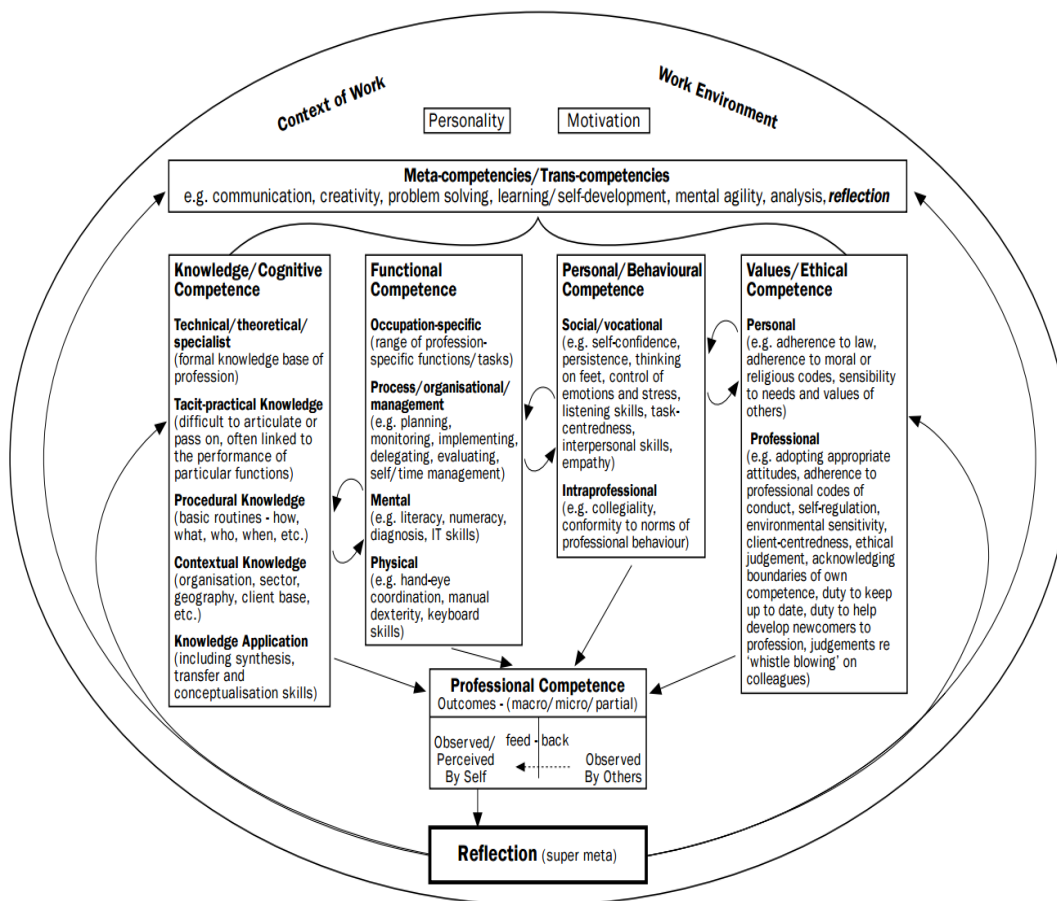 Context of Work
Work Environment
Personality
Motivation
Meta-competencies/Trans-competencies
e.g. communication, creativity, problem solving, learning/self-development, mental agility, analysis, reflection
Knowledge/Cognitive
Competence
Technical/theoretical/
specialist
(formal knowledge base of
profession)
Tacit-practical Knowledge
(difficult to articulate or
pass on, often linked to
the performance of
particular functions)
Procedural Knowledge
(basic routines - how,
what, who, when, etc.)
Contextual Knowledge
(organisation, sector,
geography, client base,
etc.)
Knowledge Application
(including synthesis,
transfer and
conceptualisation skills)
Functional
Competence
Occupation-specific
(range of profession-
specific functions/tasks)
Process/organisational/
management
(e.g. planning,
monitoring, implementing,
delegating, evaluating,
self/time management)
Mental
(e.g. literacy, numeracy,
diagnosis, IT skills)
Physical
(e.g. hand-eye
coordination, manual
dexterity, keyboard
skills)
Personal/Behavioural
Competence
Social/vocational
(e.g. self-confidence,
persistence, thinking
on feet, control of
emotions and stress,
listening skills, task-
centredness,
interpersonal skills,
empathy)
Intraprofessional
(e.g. collegiality,
conformity to norms of
professional behaviour)
Values/Ethical
Competence
Personal
(e.g. adherence to law,
adherence to moral or
religious codes, sensibility
to needs and values of
others)
Professional
(e.g. adopting appropriate
attitudes, adherence to
professional codes of
conduct, self-regulation,
environmental sensitivity,
client-centredness, ethical
judgement, acknowledging
boundaries of own
competence, duty to keep
up to date, duty to help
develop newcomers to
profession, judgements re
‘whistle blowing’ on
colleagues)
Professional Competence
Outcomes - (macro/micro/partial)
feed - back
Observed/
Perceived
By Self
Observed
By Others
Reflection (super meta)